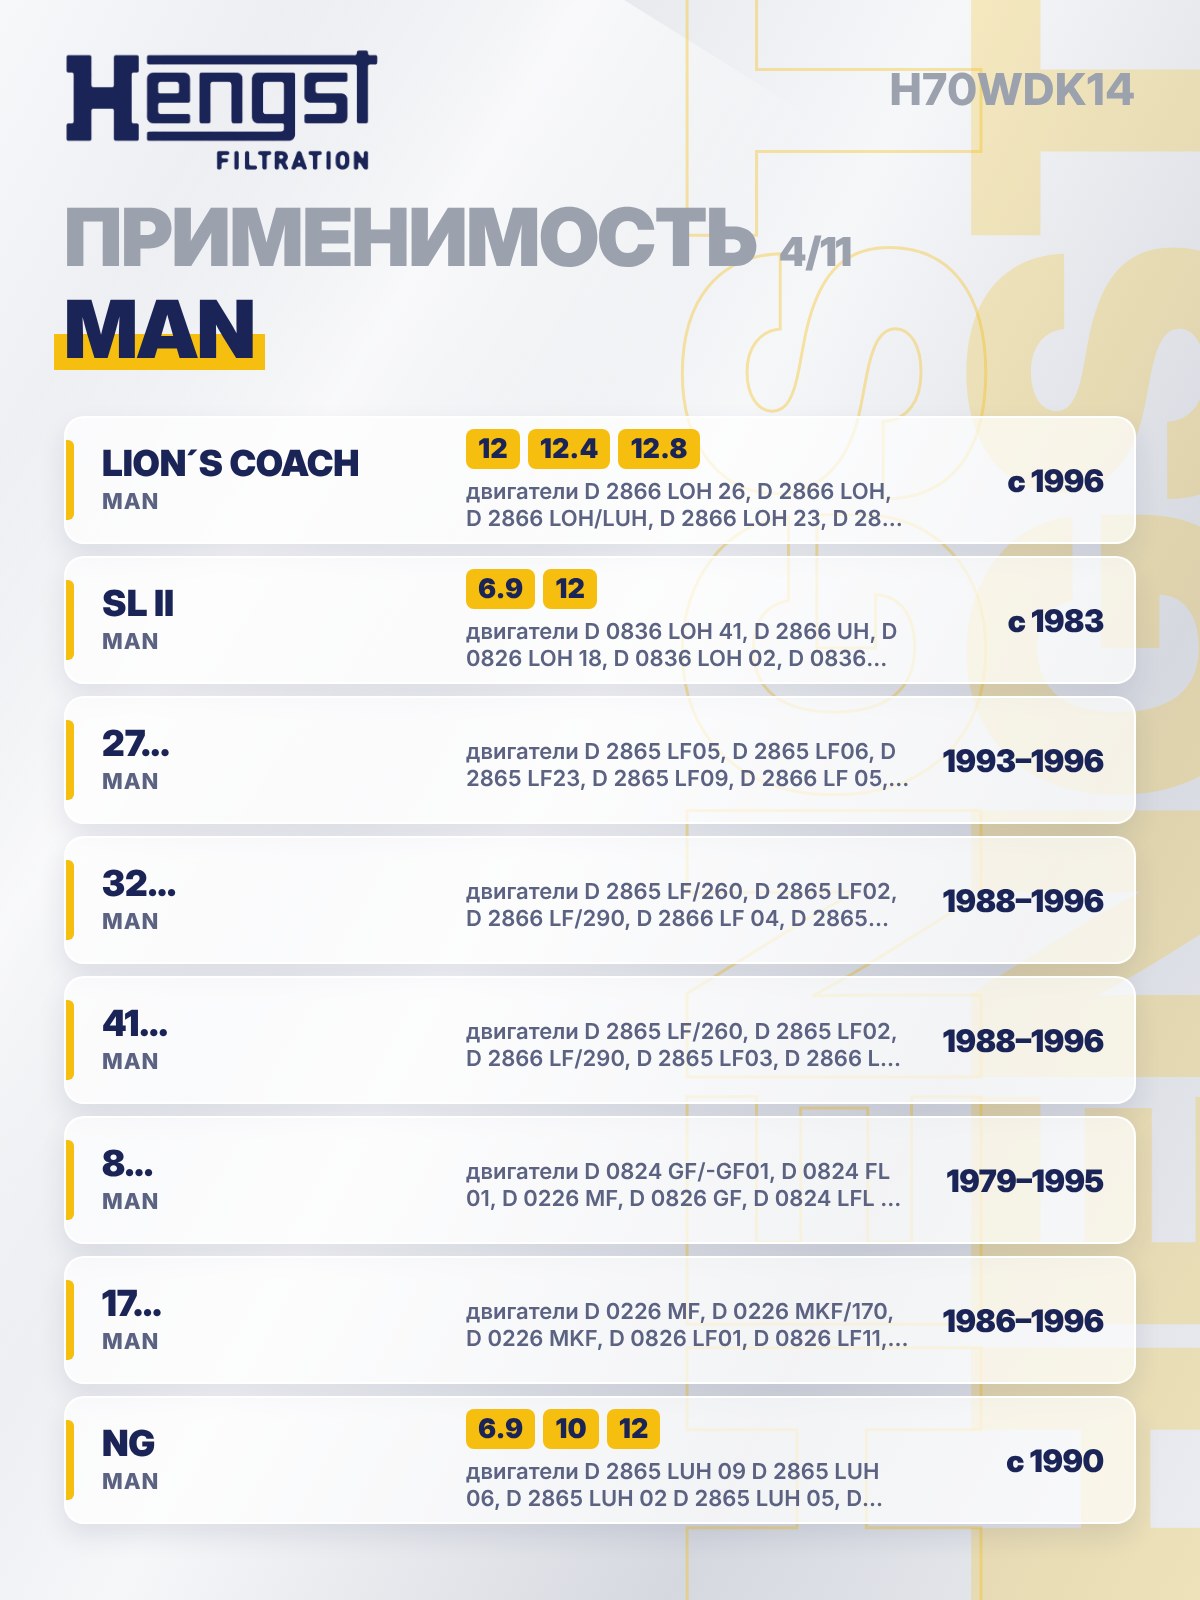 Hengst
FILTRATION
H70WDK14
ПРИМЕНИМОСТЬ 4/11
MAN
LION´S COACH
MAN
12 12.4 12.8
двигатели D 2866 LOH 26, D 2866 LOH,
D 2866 LOH/LUH, D 2866 LOH 23, D 28...
с 1996
SL II
MAN
6.9 12
двигатели D 0836 LOH 41, D 2866 UH, D
0826 LOH 18, D 0836 LOH 02, D 0836...
с 1983
27...
MAN
двигатели D 2865 LF05, D 2865 LF06, D
2865 LF23, D 2865 LF09, D 2866 LF 05,...
1993–1996
32...
MAN
двигатели D 2865 LF/260, D 2865 LF02,
D 2866 LF/290, D 2866 LF 04, D 2865...
1988–1996
41...
MAN
двигатели D 2865 LF/260, D 2865 LF02,
D 2866 LF/290, D 2865 LF03, D 2866 L...
1988–1996
8...
MAN
двигатели D 0824 GF/-GF01, D 0824 FL
01, D 0226 MF, D 0826 GF, D 0824 LFL ...
1979–1995
17...
MAN
двигатели D 0226 MF, D 0226 MKF/170,
D 0226 MKF, D 0826 LF01, D 0826 LF11,...
1986–1996
NG
MAN
6.9 10 12
двигатели D 2865 LUH 09 D 2865 LUH
06, D 2865 LUH 02 D 2865 LUH 05, D...
с 1990